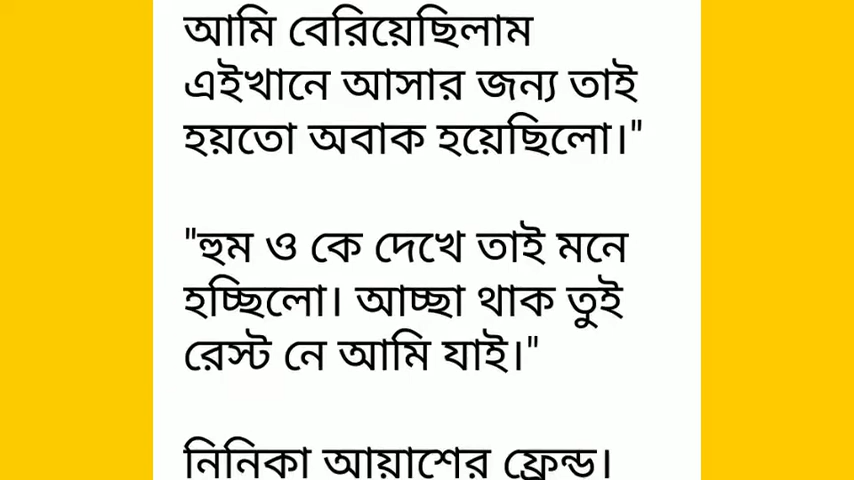 আমি বেরিয়েছিলাম
এইখানে আসার জন্য তাই
হয়তো অবাক হয়েছিলো।"
"হুম ও কে দেখে তাই মনে
হচ্ছিলো। আচ্ছা থাক তুই
রেস্ট নে আমি যাই।"
নিনিকা আয়াশের ফ্রেন্ড।